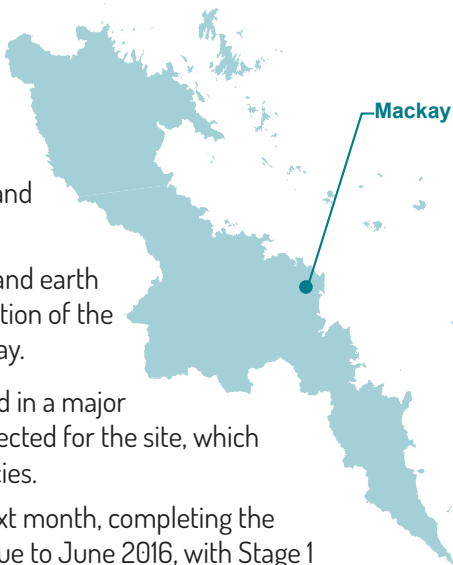 Mackay
and
and earth
tion of the
ay.
d in a major
ected for the site, which
cies.
xt month, completing the
ue to June 2016, with Stage 1